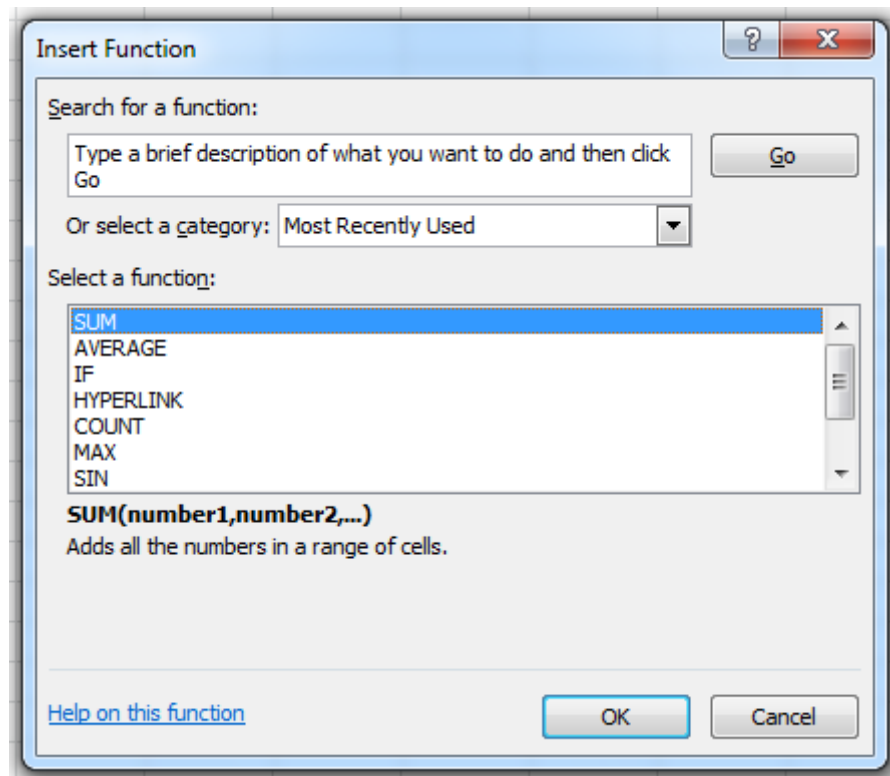 Insert Function
Search for a function:
Type a brief description of what you want to do and then click
Go
Go
Or select a category: Most Recently Used
Select a function:
SUM
AVERAGE
IF
HYPERLINK
COUNT
MAX
SIN
SUM(number1,number2,...)
Adds all the numbers in a range of cells.
Help on this function
OK
Cancel